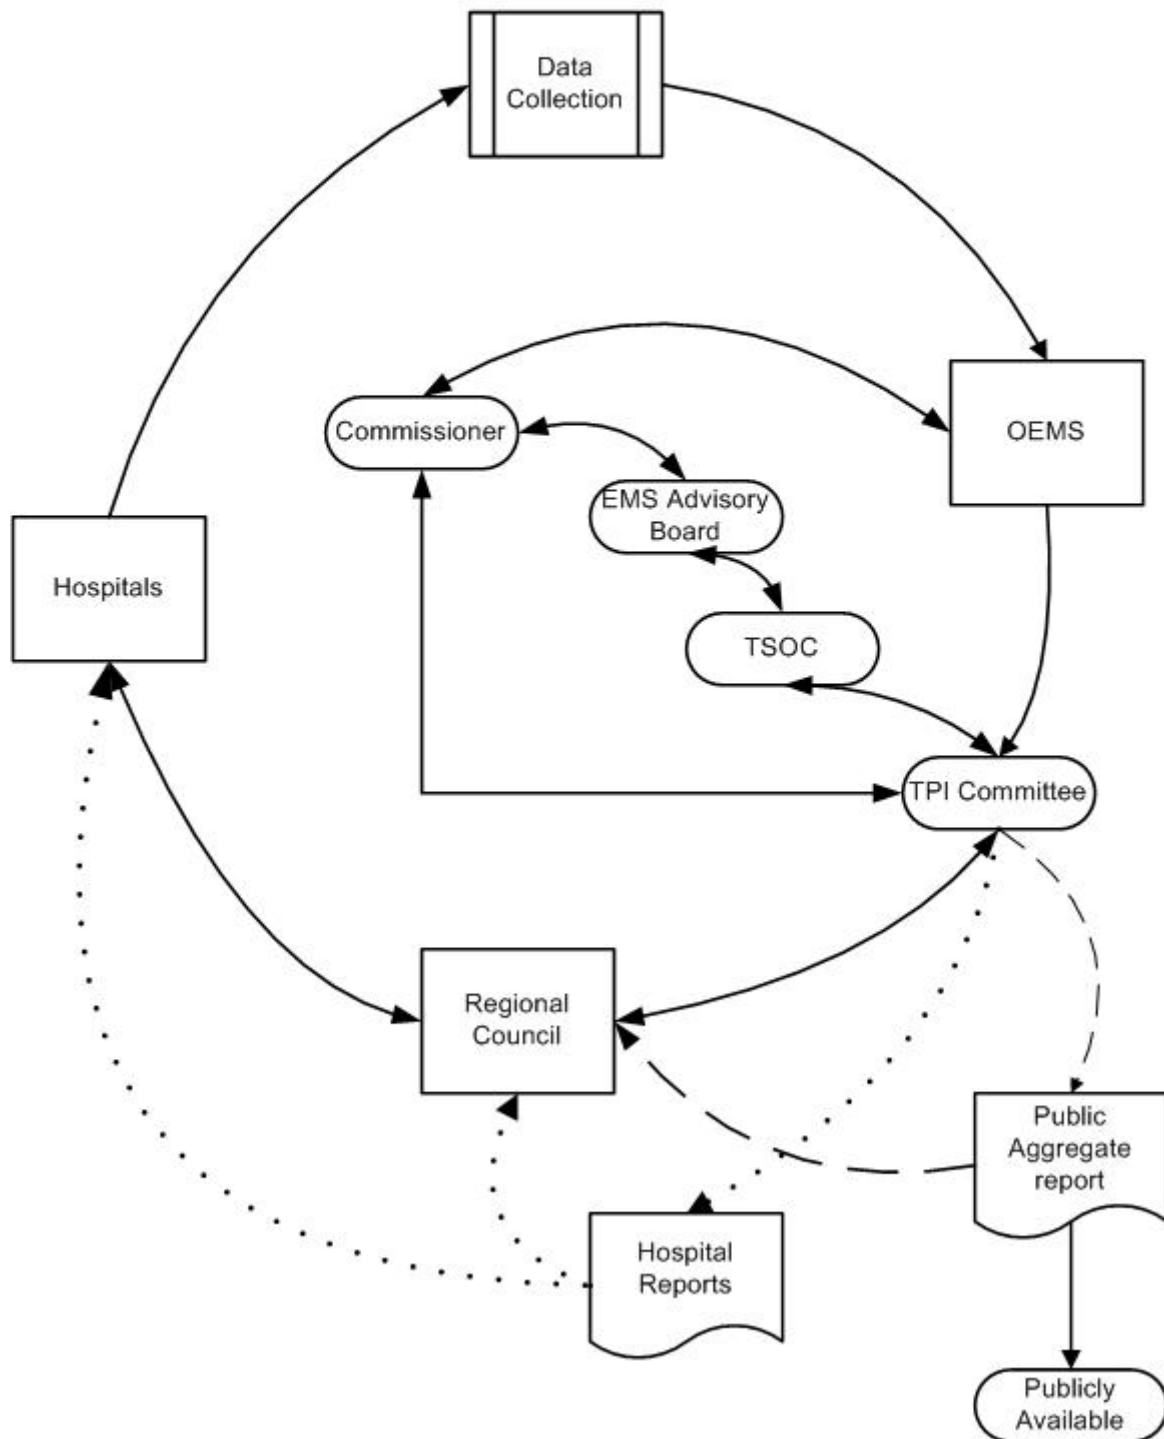 Data
Collection
Commissioner
OEMS
EMS Advisory
Board
Hospitals
TSOC
TPI Committee
Regional
Council
Public
Aggregate
report
Hospital
Reports
Publicly
Available